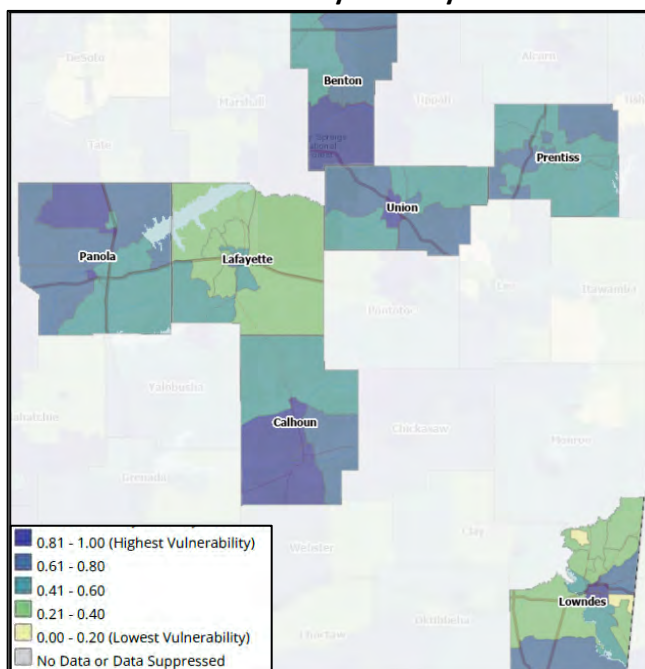 DeSoto
Benton
Alcorn
Marshall
Tippah
Tish
Tate
Springs
Prentiss
Union
Panola
Lafayette
Lee
Itawamba
Pontotoc
Yalobusha
Calhoun
Chickasaw
Monroe
Grenada
0.81 - 1.00 (Highest Vulnerability)
Webster
Clay
0.61 - 0.80
0.41 - 0.60
Lowndes
0.21 - 0.40
0.00 - 0.20 (Lowest Vulnerability)
Choctaw
Oktibbeha
No Data or Data Suppressed